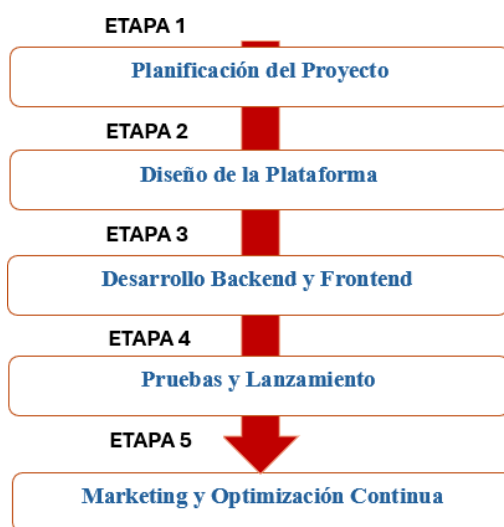 ETAPA 1
Planificación del Proyecto
ETAPA 2
Diseño de la Plataforma
ETAPA 3
Desarrollo Backend y Frontend
ETAPA 4
Pruebas y Lanzamiento
ETAPA 5
Marketing y Optimización Continua